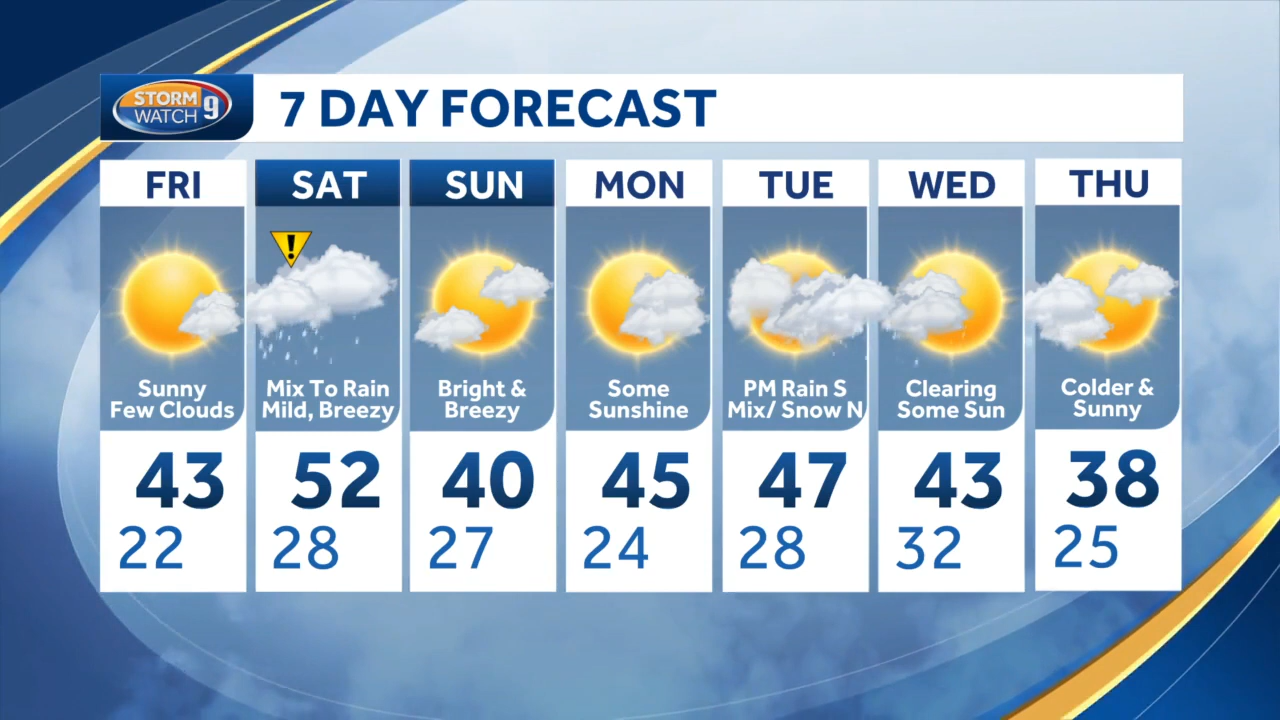 STORM
WATCH 9
7 DAY FORECAST
FRI
SAT
SUN
MON
TUE
WED
THU
!
Sunny
Few Clouds
Mix To Rain
Mild, Breezy
Bright &
Breezy
Some
Sunshine
PM Rain S
Mix/ Snow N
Clearing
Some Sun
Colder &
Sunny
43
52
40
45
47
43
38
22
28
27
24
28
32
25